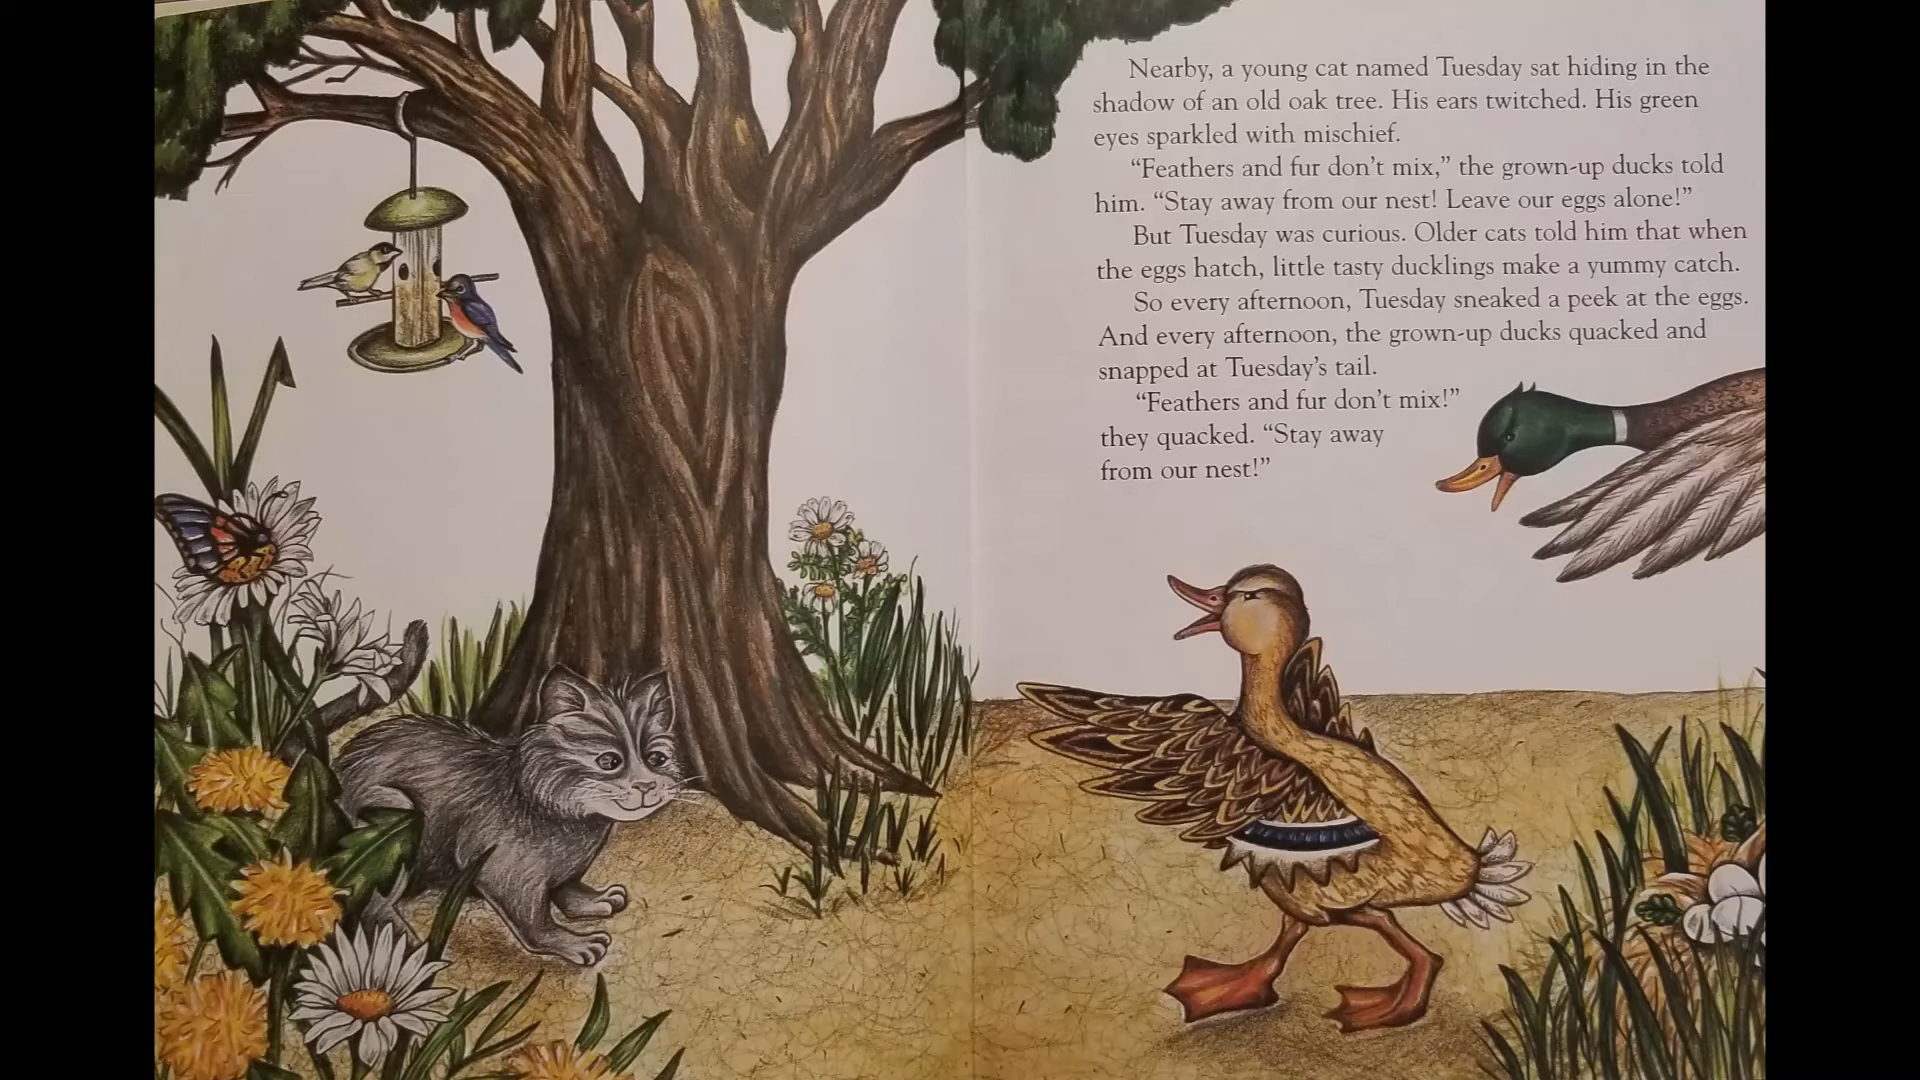 Nearby, a young cat named Tuesday sat hiding in the
shadow of an old oak tree. His ears twitched. His green
eyes sparkled with mischief.
“Feathers and fur don’t mix,” the grown-up ducks told
him. “Stay away from our nest! Leave our eggs alone!”
But Tuesday was curious. Older cats told him that when
the eggs hatch, little tasty ducklings make a yummy catch.
So every afternoon, Tuesday sneaked a peek at the eggs.
And every afternoon, the grown-up ducks quacked and
snapped at Tuesday’s tail.
“Feathers and fur don’t mix!”
they quacked. “Stay away
from our nest!”